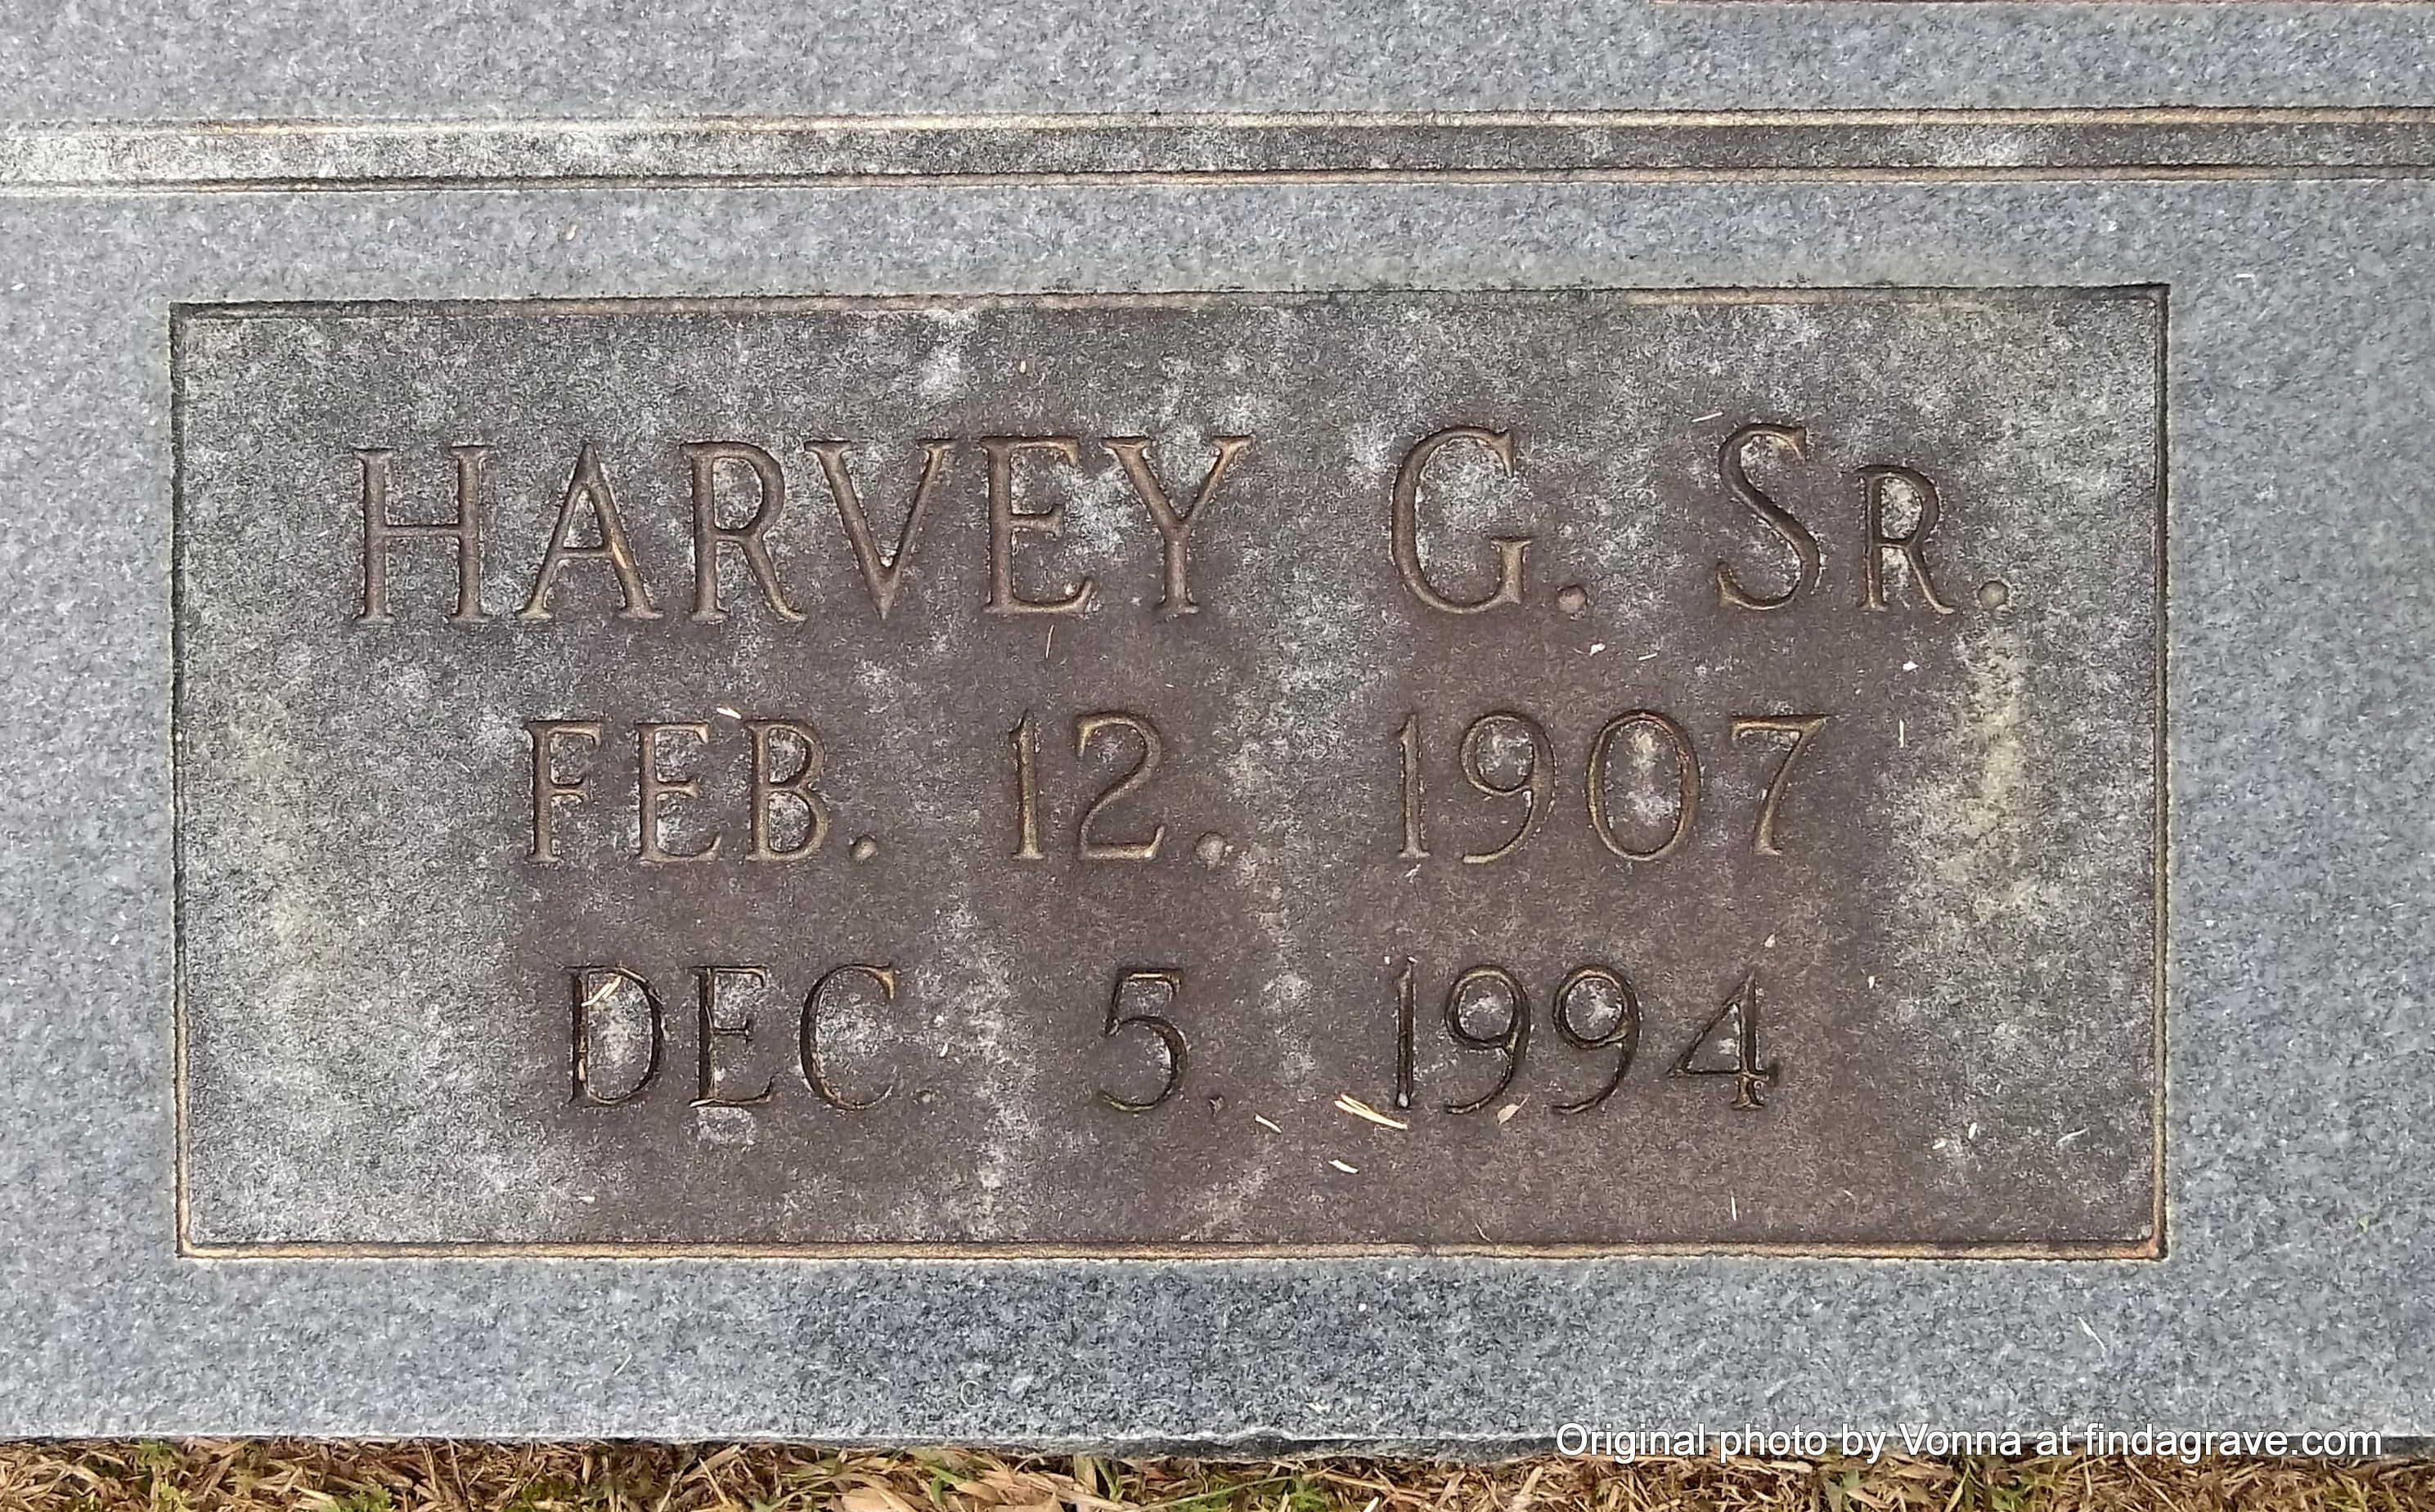 HARVEY G. SR.
FEB. 12. 1907
DEC. 5. 1994
Original photo by Vonna at findagrave.com